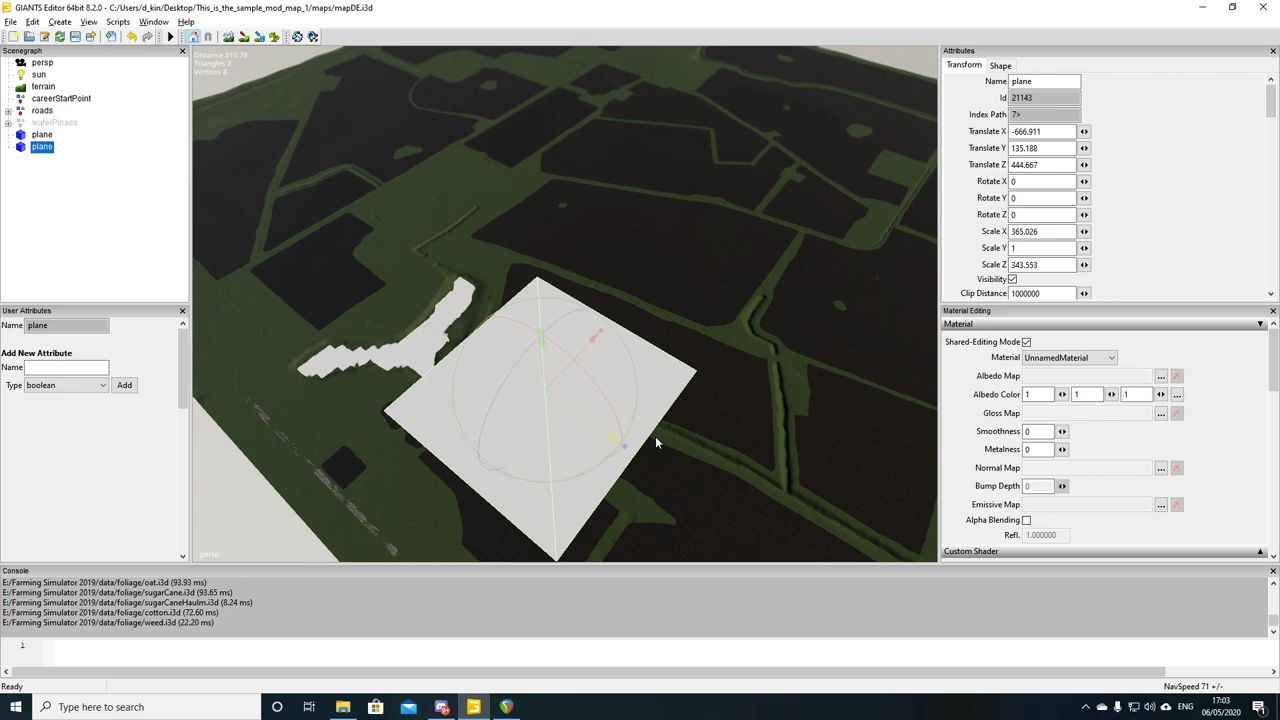 GIANTS Editor 64bit 8.2.0 - C:/Users/d_kin/Desktop/This_is_the_sample_mod_map_1/maps/mapDE.i3d
File Edit Create View Scripts Window Help
Scenegraph
persp
sun
terrain
careerStartPoint
roads
waterPlnaes
plane
plane
User Attributes
Name plane
Add New Attribute
Name
Type boolean Add
Distance 810.78
Triangles 2
Vertices 4
persp
Attributes
Transform Shape
Name plane
Id 21143
Index Path 7>
Translate X -666.911
Translate Y 135.188
Translate Z 444.667
Rotate X 0
Rotate Y 0
Rotate Z 0
Scale X 365.026
Scale Y 1
Scale Z 343.553
Visibility
Clip Distance 1000000
Material Editing
Material
Shared-Editing Mode
Material UnnamedMaterial
Albedo Map ...
Albedo Color 1 1 1 ...
Gloss Map ...
Smoothness 0
Metalness 0
Normal Map ...
Bump Depth 0
Emissive Map ...
Alpha Blending
Refl. 1.000000
Custom Shader
Console
E:/Farming Simulator 2019/data/foliage/oat.i3d (93.93 ms)
E:/Farming Simulator 2019/data/foliage/sugarCane.i3d (93.65 ms)
E:/Farming Simulator 2019/data/foliage/sugarCaneHaulm.i3d (8.24 ms)
E:/Farming Simulator 2019/data/foliage/cotton.i3d (72.60 ms)
E:/Farming Simulator 2019/data/foliage/weed.i3d (22.20 ms)
1
Ready
NavSpeed 71 +/-
Type here to search
ENG
17:03
06/05/2020